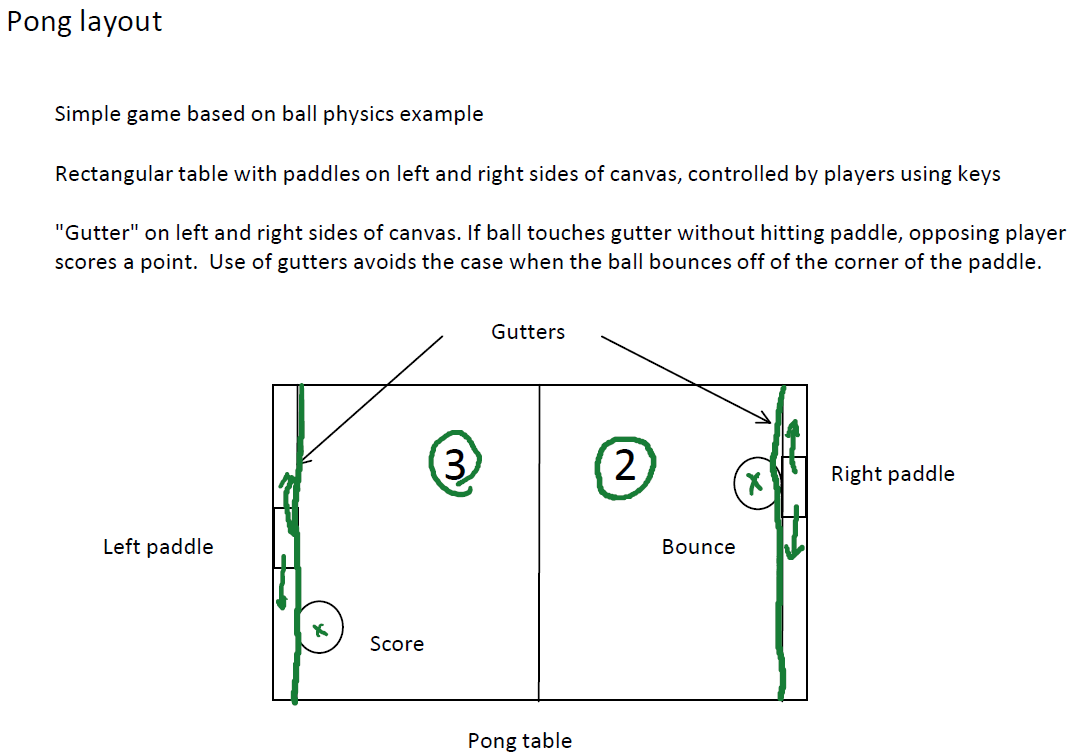 Pong layout
Simple game based on ball physics example
Rectangular table with paddles on left and right sides of canvas, controlled by players using keys
"Gutter" on left and right sides of canvas. If ball touches gutter without hitting paddle, opposing player
scores a point.  Use of gutters avoids the case when the ball bounces off of the corner of the paddle.
Gutters
3
2
x
Right paddle
Left paddle
Bounce
x
Score
Pong table